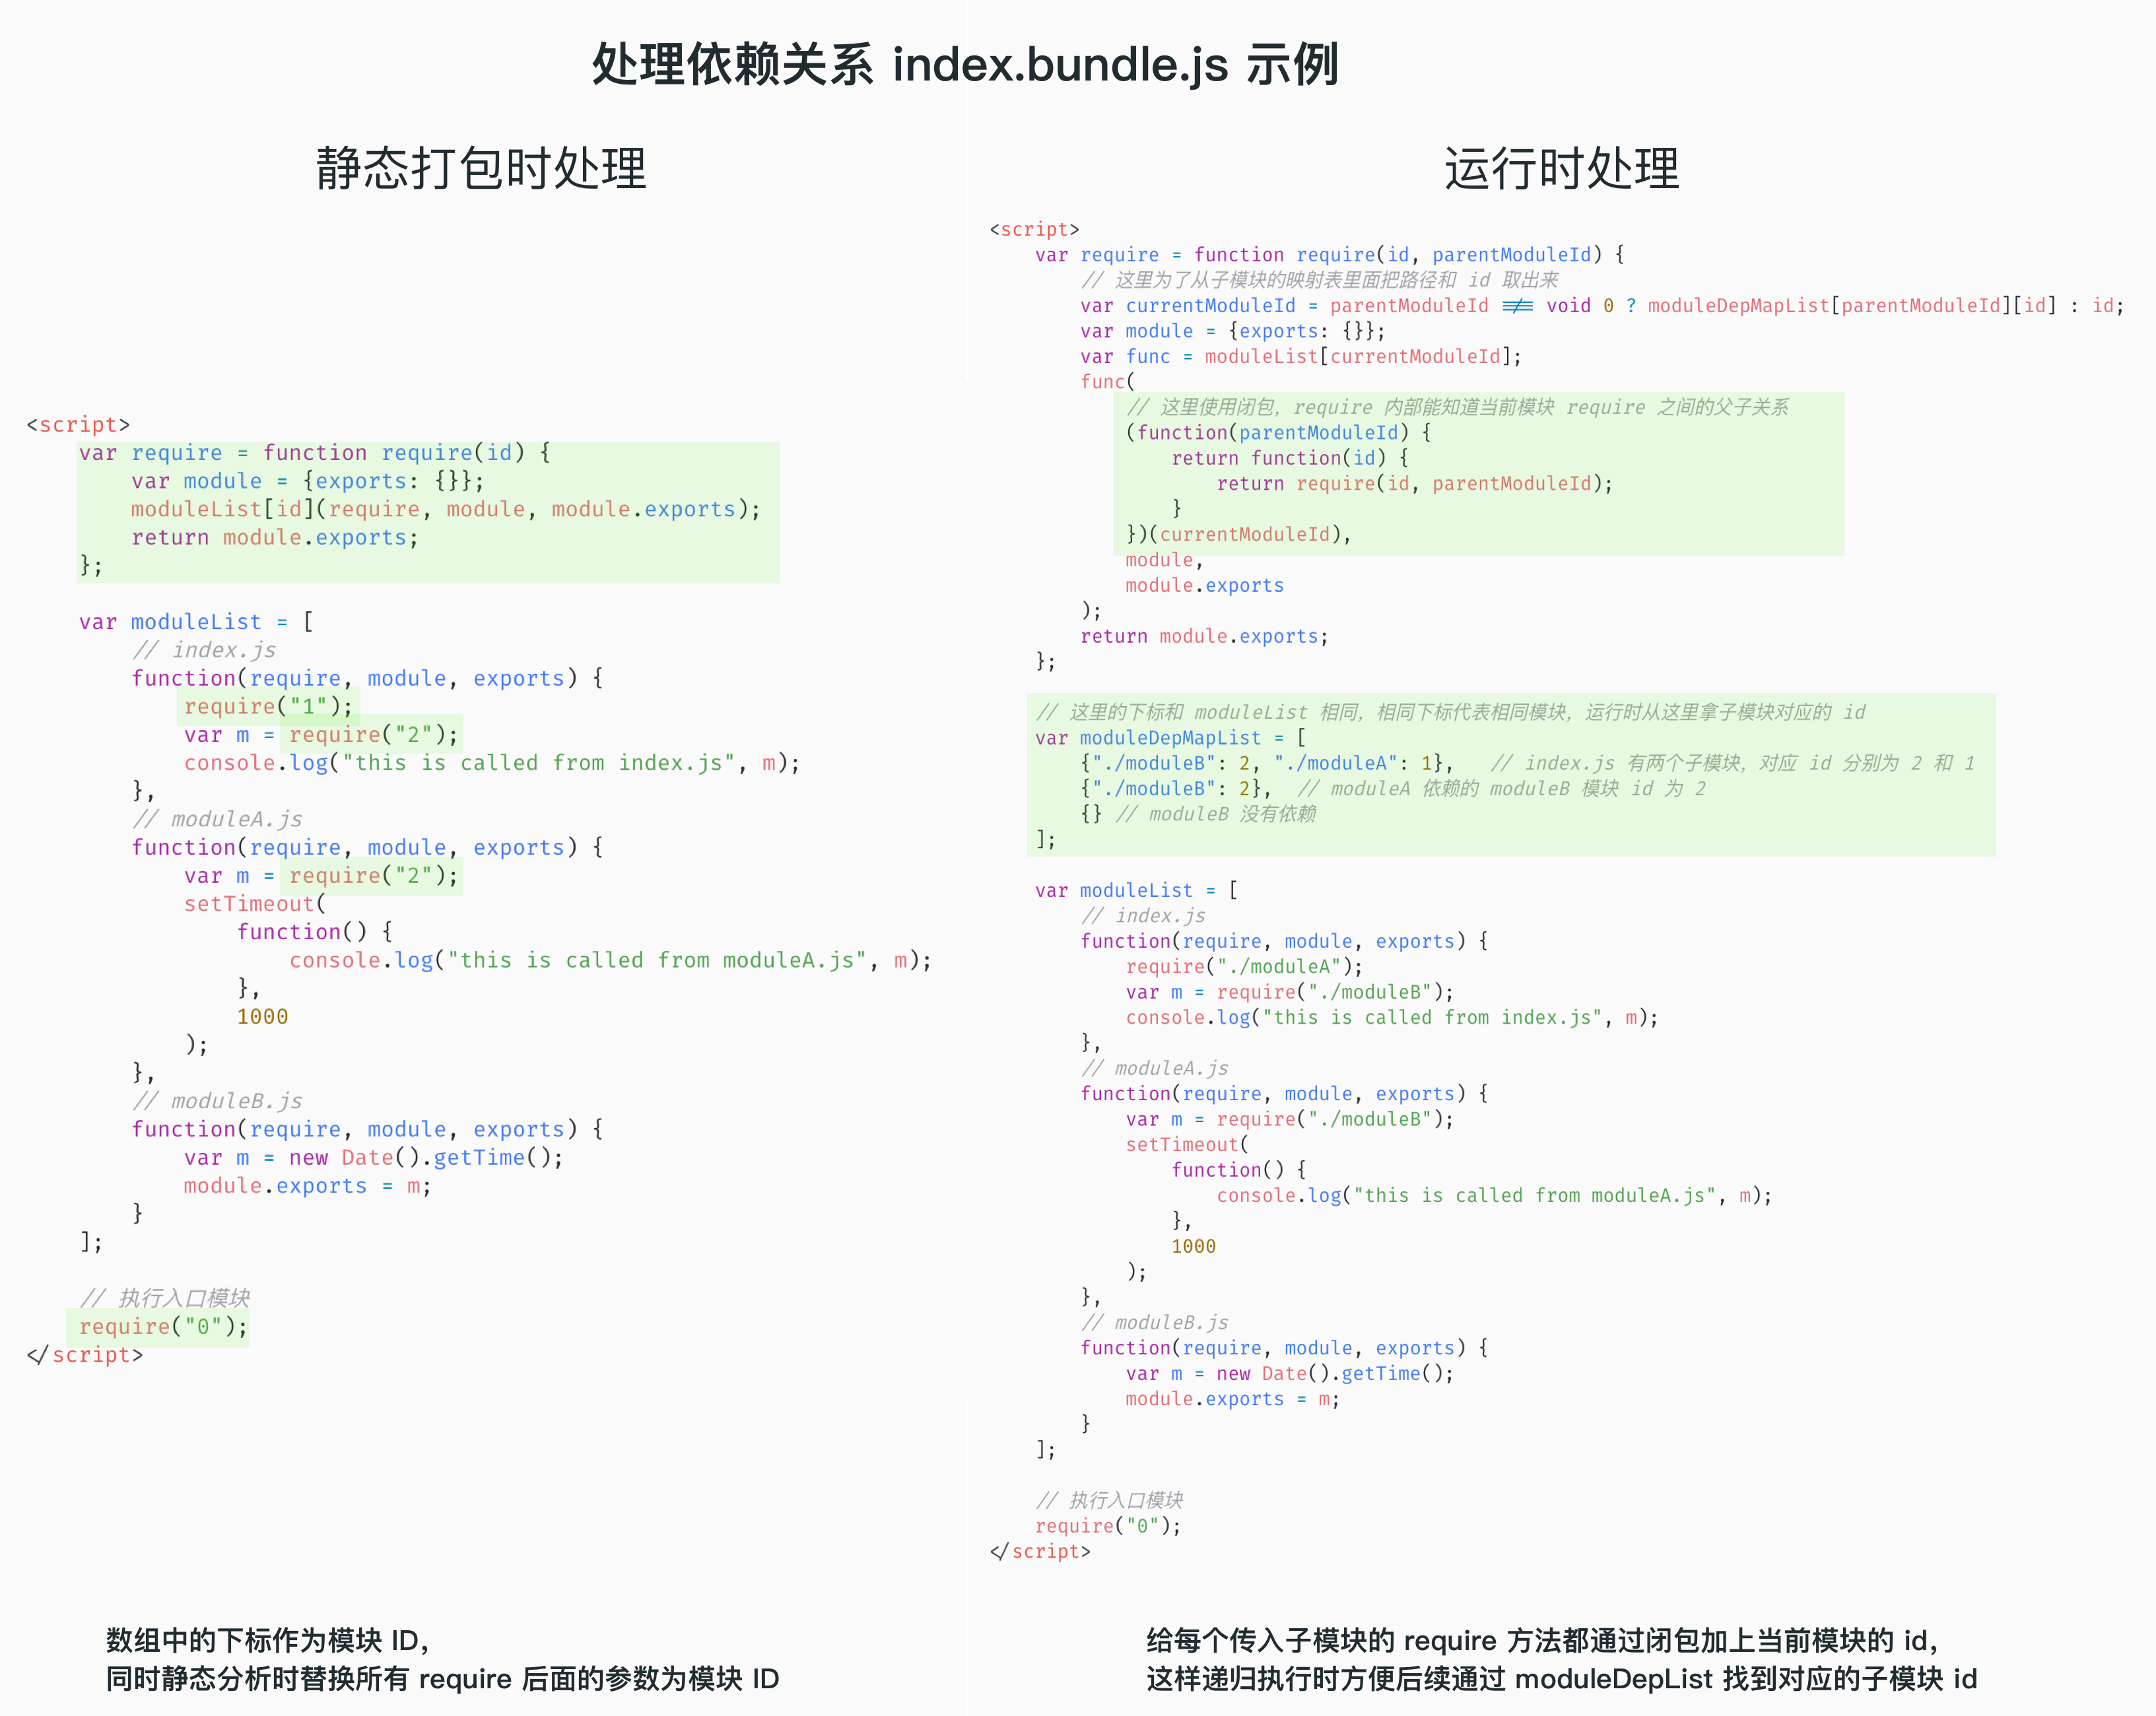 处理依赖关系 index.bundle.js 示例
静态打包时处理
<script>
    var require = function require(id) {
        var module = {exports: {}};
        moduleList[id](require, module, module.exports);
        return module.exports;
    };

    var moduleList = [
        // index.js
        function(require, module, exports) {
            require("1");
            var m = require("2");
            console.log("this is called from index.js", m);
        },
        // moduleA.js
        function(require, module, exports) {
            var m = require("2");
            setTimeout(
                function() {
                    console.log("this is called from moduleA.js", m);
                },
                1000
            );
        },
        // moduleB.js
        function(require, module, exports) {
            var m = new Date().getTime();
            module.exports = m;
        }
    ];

    // 执行入口模块
    require("0");
</script>
数组中的下标作为模块 ID，
同时静态分析时替换所有 require 后面的参数为模块 ID
运行时处理
<script>
    var require = function require(id, parentModuleId) {
        // 这里为了从子模块的映射表里面把路径和 id 取出来
        var currentModuleId = parentModuleId !== void 0 ? moduleDepMapList[parentModuleId][id] : id;
        var module = {exports: {}};
        var func = moduleList[currentModuleId];
        func(
            // 这里使用闭包，require 内部能知道当前模块 require 之间的父子关系
            (function(parentModuleId) {
                return function(id) {
                    return require(id, parentModuleId);
                }
            })(currentModuleId),
            module,
            module.exports
        );
        return module.exports;
    };

    // 这里的下标和 moduleList 相同，相同下标代表相同模块，运行时从这里拿子模块对应的 id
    var moduleDepMapList = [
        {"./moduleB": 2, "./moduleA": 1},   // index.js 有两个子模块，对应 id 分别为 2 和 1
        {"./moduleB": 2},  // moduleA 依赖的 moduleB 模块 id 为 2
        {} // moduleB 没有依赖
    ];

    var moduleList = [
        // index.js
        function(require, module, exports) {
            require("./moduleA");
            var m = require("./moduleB");
            console.log("this is called from index.js", m);
        },
        // moduleA.js
        function(require, module, exports) {
            var m = require("./moduleB");
            setTimeout(
                function() {
                    console.log("this is called from moduleA.js", m);
                },
                1000
            );
        },
        // moduleB.js
        function(require, module, exports) {
            var m = new Date().getTime();
            module.exports = m;
        }
    ];

    // 执行入口模块
    require("0");
</script>
给每个传入子模块的 require 方法都通过闭包加上当前模块的 id，
这样递归执行时方便后续通过 moduleDepList 找到对应的子模块 id